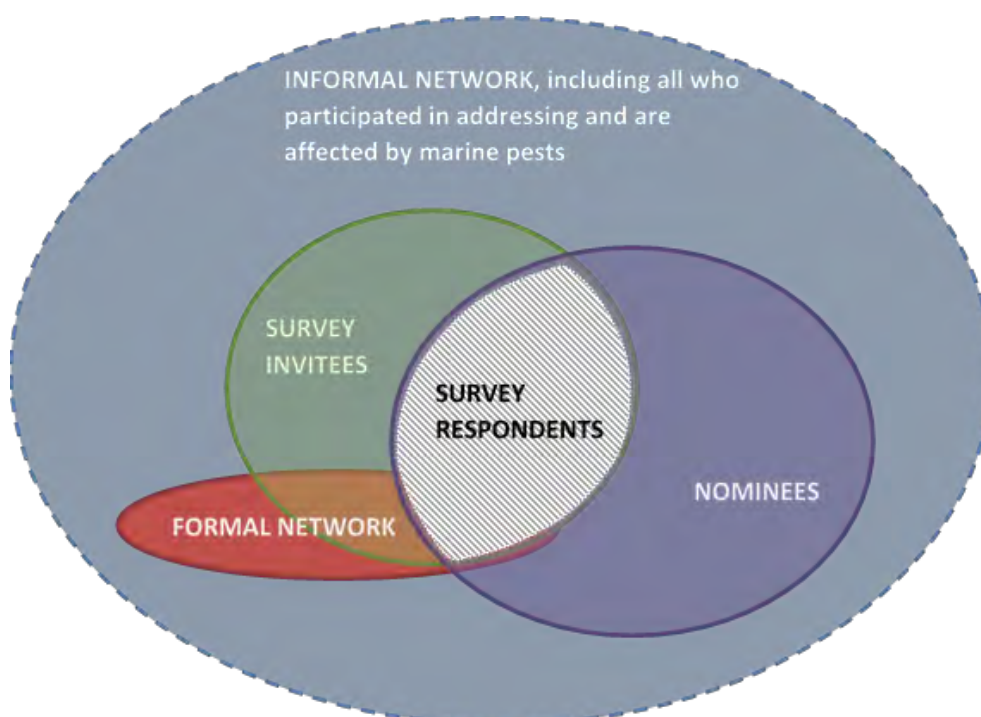 INFORMAL NETWORK, including all who
participated in addressing and are
affected by marine pests
SURVEY
INVITEES
SURVEY
RESPONDENTS
NOMINEES
FORMAL NETWORK